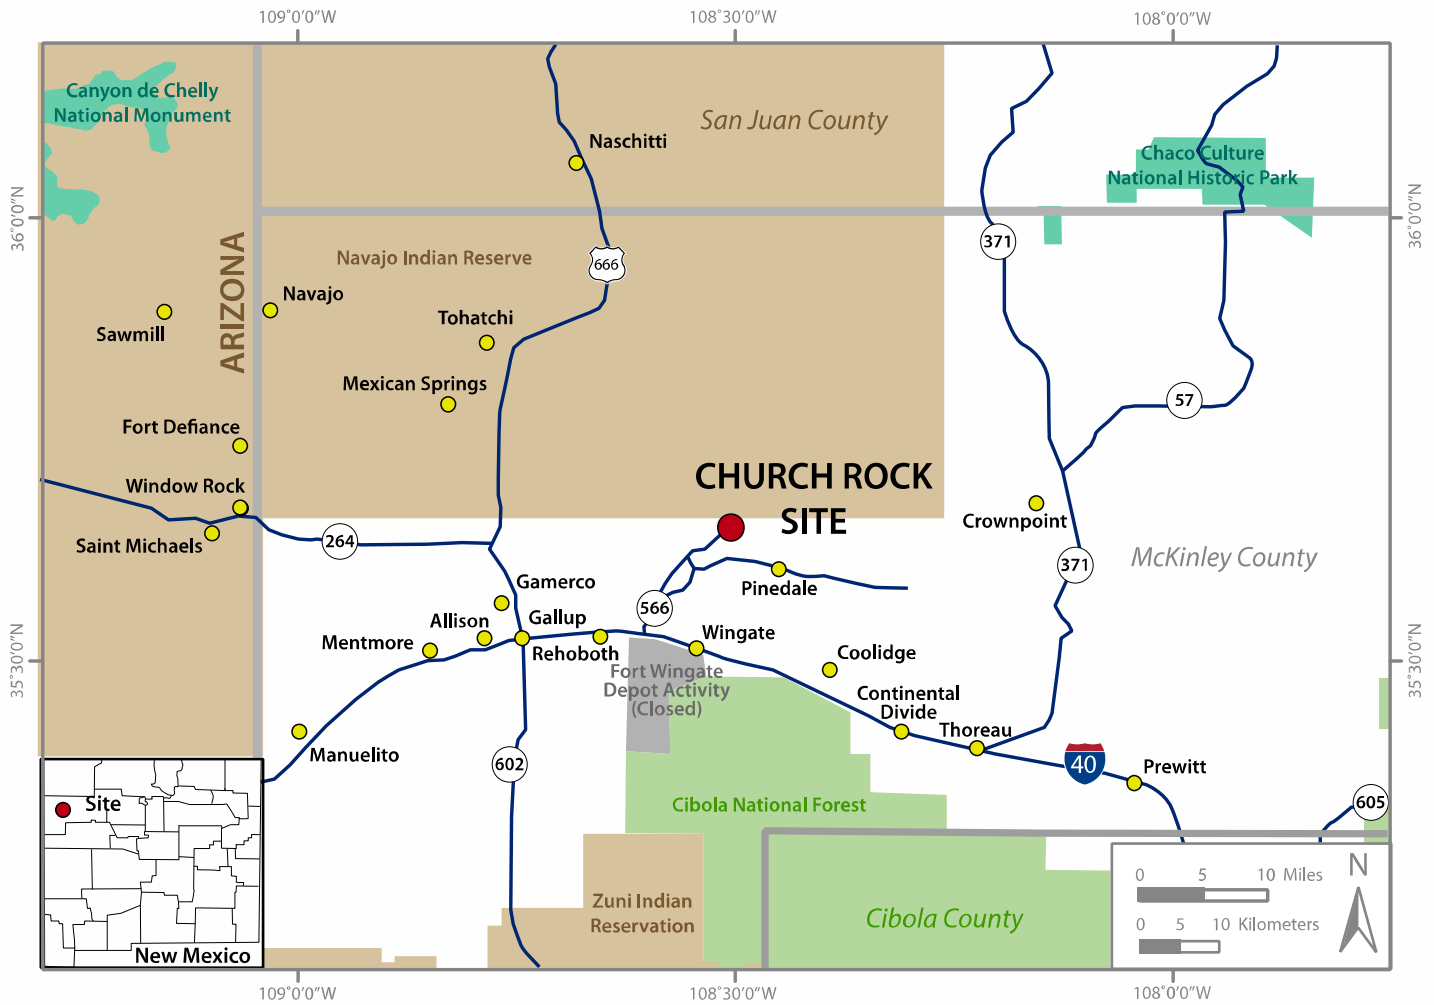 109°0'0"W
108°30'0"W
108°0'0"W
Canyon de Chelly
National Monument
San Juan County
Naschitti
Chaco Culture
National Historic Park
36°0'0"N
36°0'0"N
371
ARIZONA
Navajo Indian Reserve
666
Navajo
Sawmill
Tohatchi
Mexican Springs
57
Fort Defiance
CHURCH ROCK
SITE
Window Rock
Crownpoint
Saint Michaels
264
McKinley County
371
Gamerco
Pinedale
566
Allison
Gallup
Mentmore
Rehoboth
Wingate
Coolidge
35°30'0"N
35°30'0"N
Fort Wingate
Depot Activity
(Closed)
Continental
Divide
Thoreau
Manuelito
602
40
Prewitt
Site
Cibola National Forest
605
Zuni Indian
Reservation
Cibola County
New Mexico
0 5 10 Miles
0 5 10 Kilometers
N
109°0'0"W
108°30'0"W
108°0'0"W